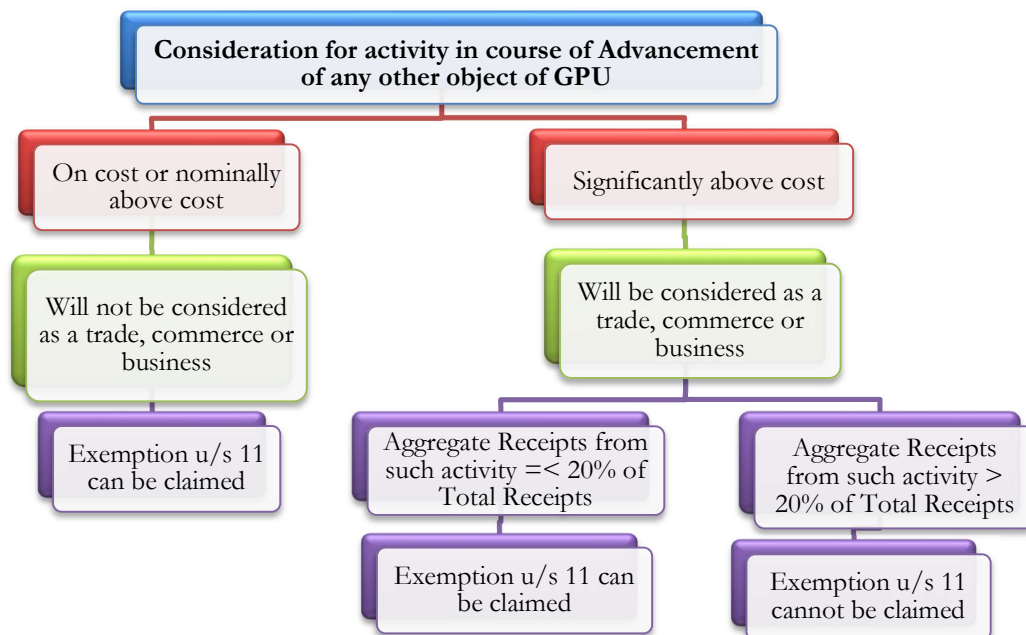 Consideration for activity in course of Advancement
of any other object of GPU
On cost or nominally
above cost
Significantly above cost
Will not be considered
as a trade, commerce or
business
Will be considered as a
trade, commerce or
business
Exemption u/s 11
can be claimed
Aggregate Receipts from
such activity =< 20% of
Total Receipts
Aggregate Receipts
from such activity >
20% of Total Receipts
Exemption u/s 11 can
be claimed
Exemption u/s 11
cannot be claimed